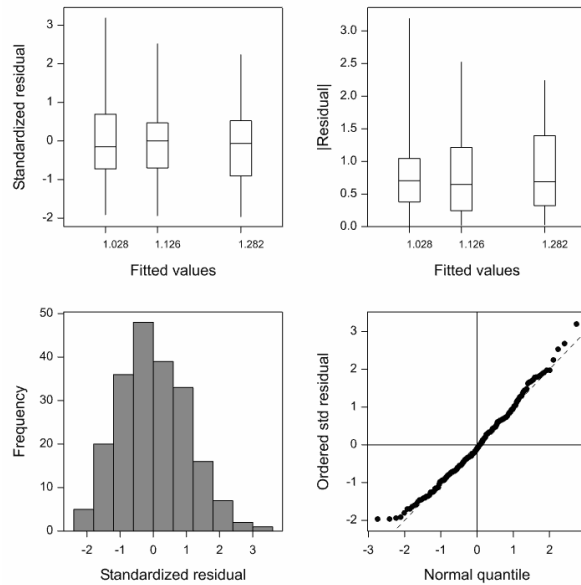 Standardized residual
3
2
1
0
-1
-2
1.028 1.126 1.282
Fitted values
|Residual|
3.0
2.5
2.0
1.5
1.0
0.5
0.0
1.028 1.126 1.282
Fitted values
Frequency
50
40
30
20
10
0
-2 -1 0 1 2 3
Standardized residual
Ordered std residual
3
2
1
0
-1
-2
-3 -2 -1 0 1 2
Normal quantile